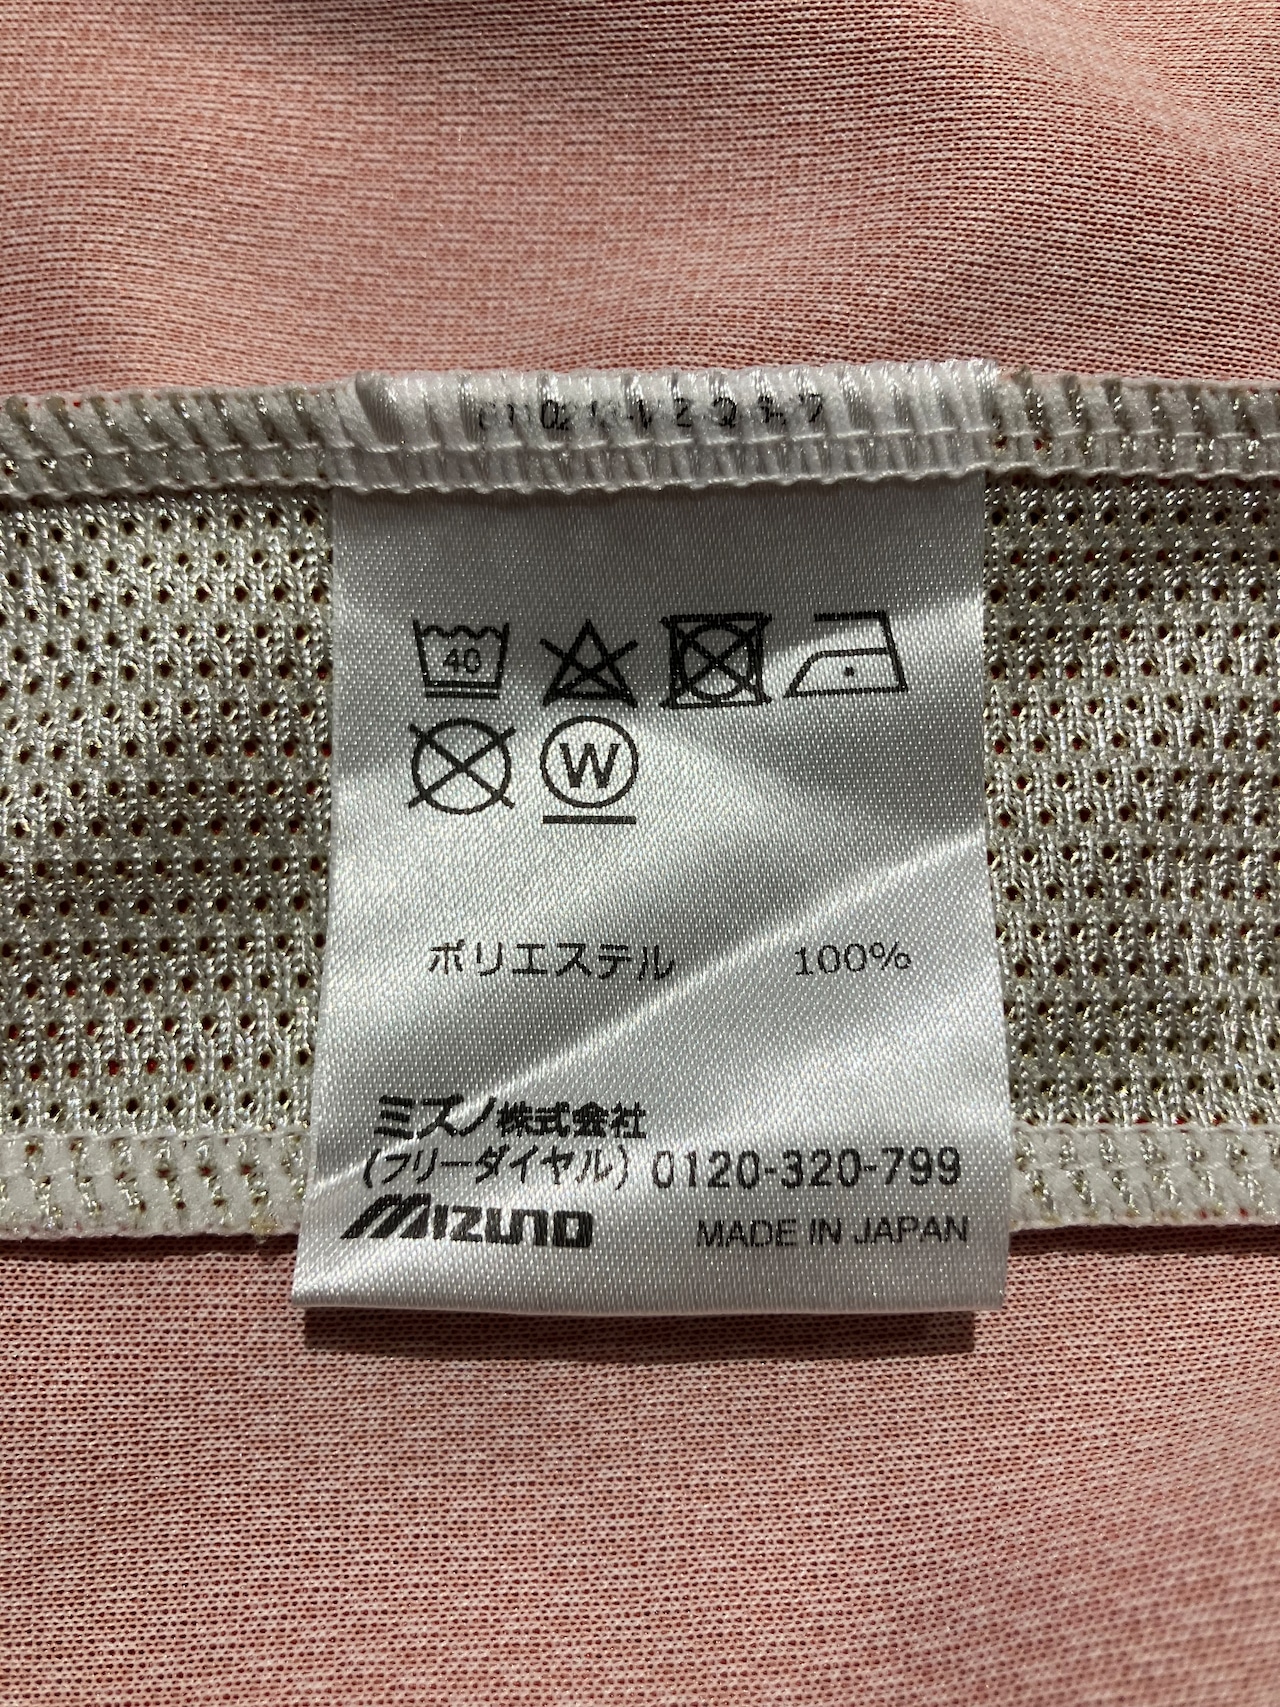 40
W
ポリエステル 100%
ミズノ株式会社
(フリーダイヤル) 0120-320-799
MIZUNO MADE IN JAPAN